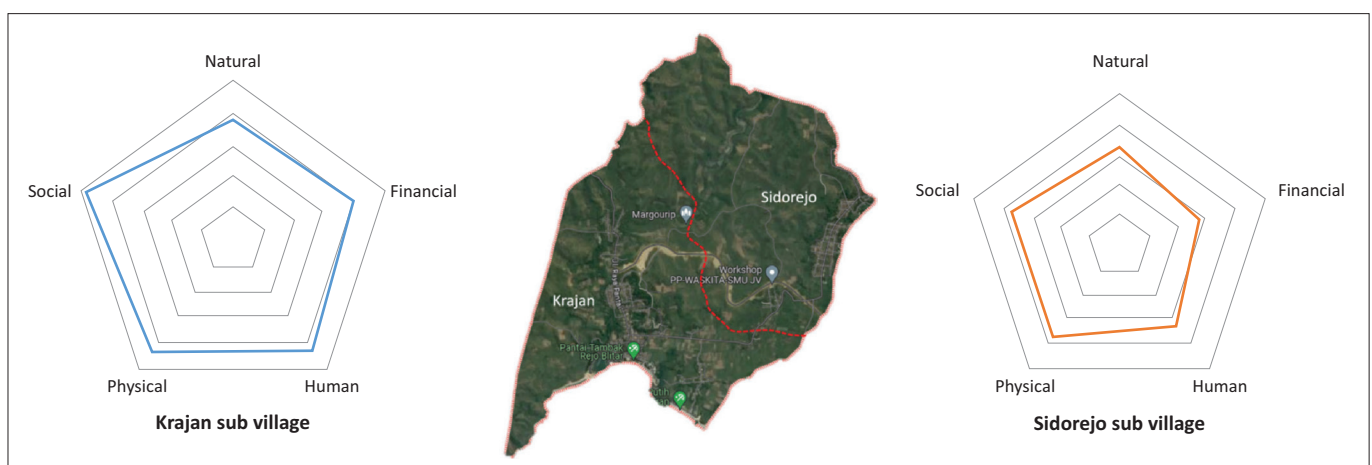 Natural
Social
Financial
Physical
Human
Krajan sub village
Sidorejo
Margourip
Workshop
PP-WASKITA-SMU JV
Krajan
Pantai Tambak
Rejo Blitar
Natural
Social
Financial
Physical
Human
Sidorejo sub village